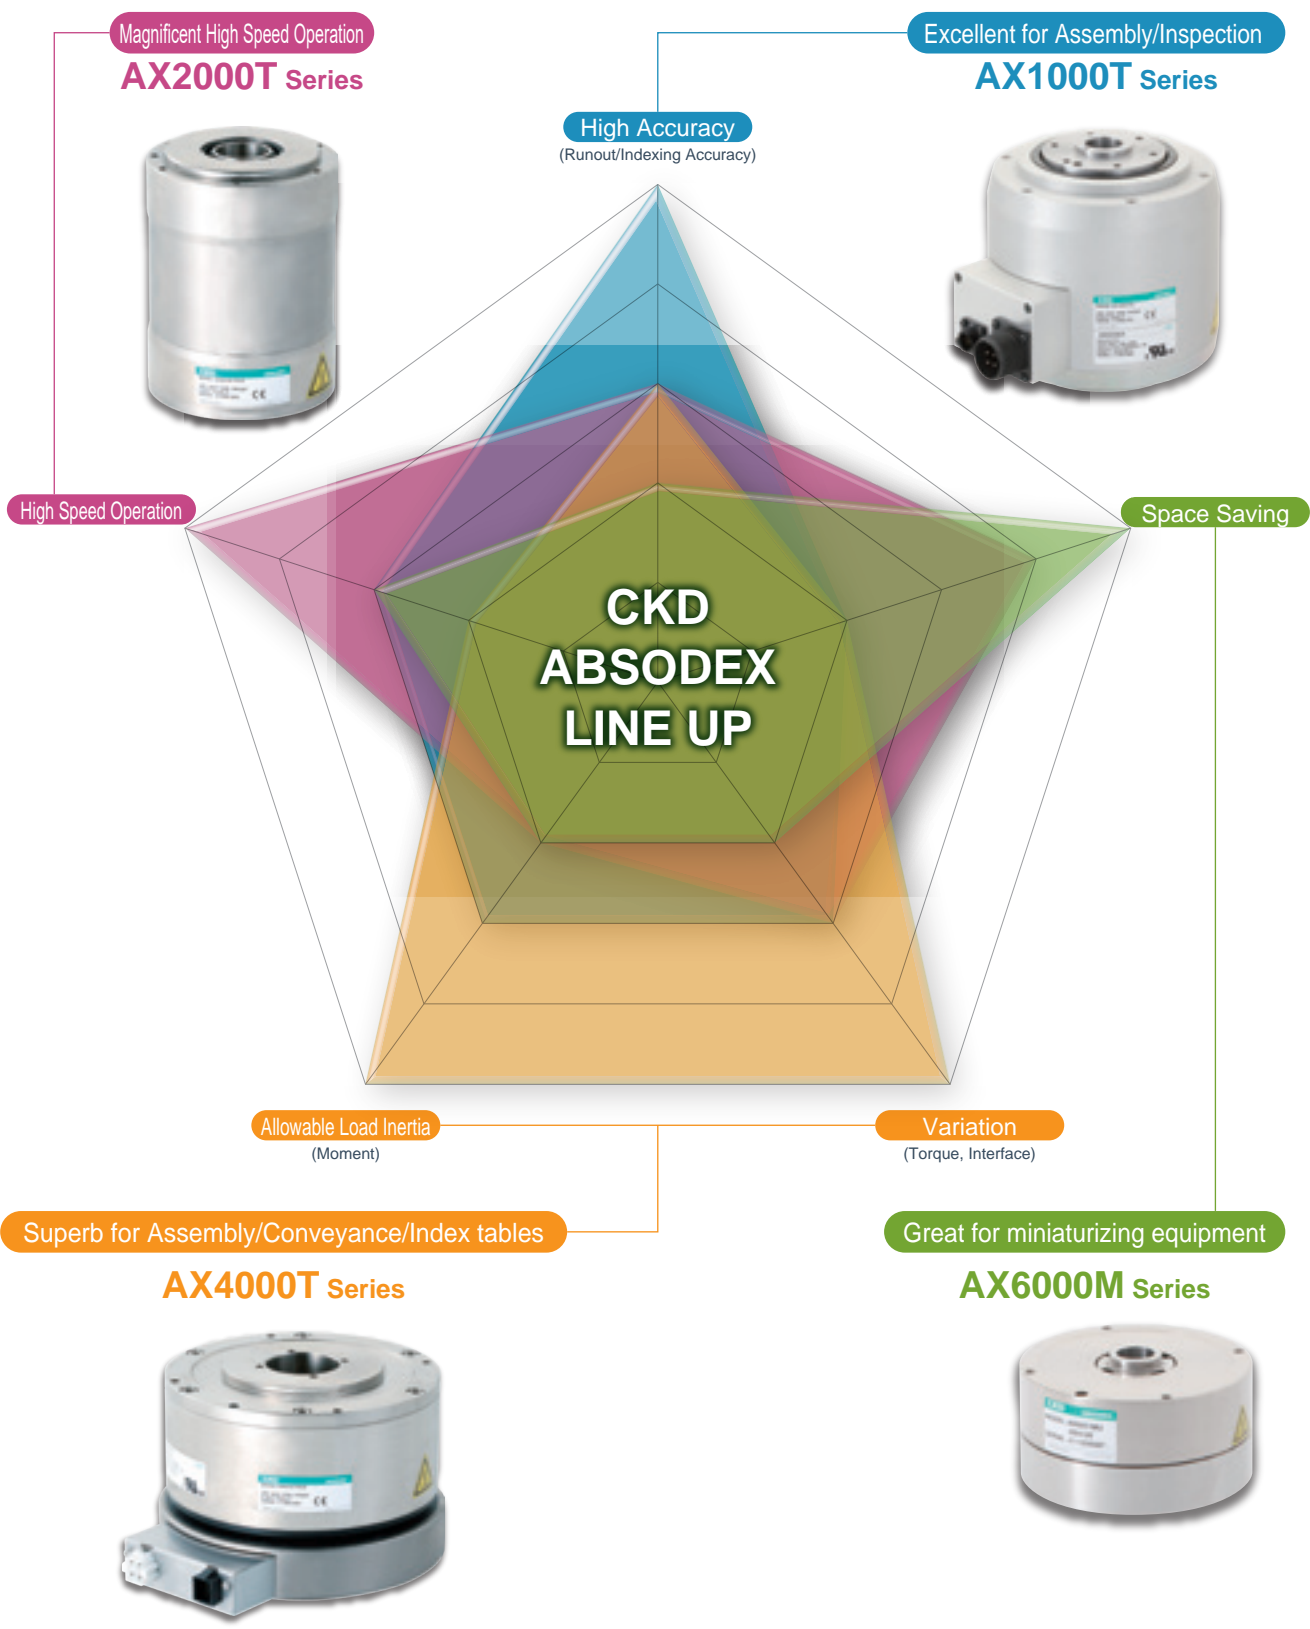 Magnificent High Speed Operation
AX2000T Series
Excellent for Assembly/Inspection
AX1000T Series
High Accuracy
(Runout/Indexing Accuracy)
High Speed Operation
Space Saving
CKD
ABSODEX
LINE UP
Allowable Load Inertia
(Moment)
Variation
(Torque, Interface)
Superb for Assembly/Conveyance/Index tables
AX4000T Series
Great for miniaturizing equipment
AX6000M Series